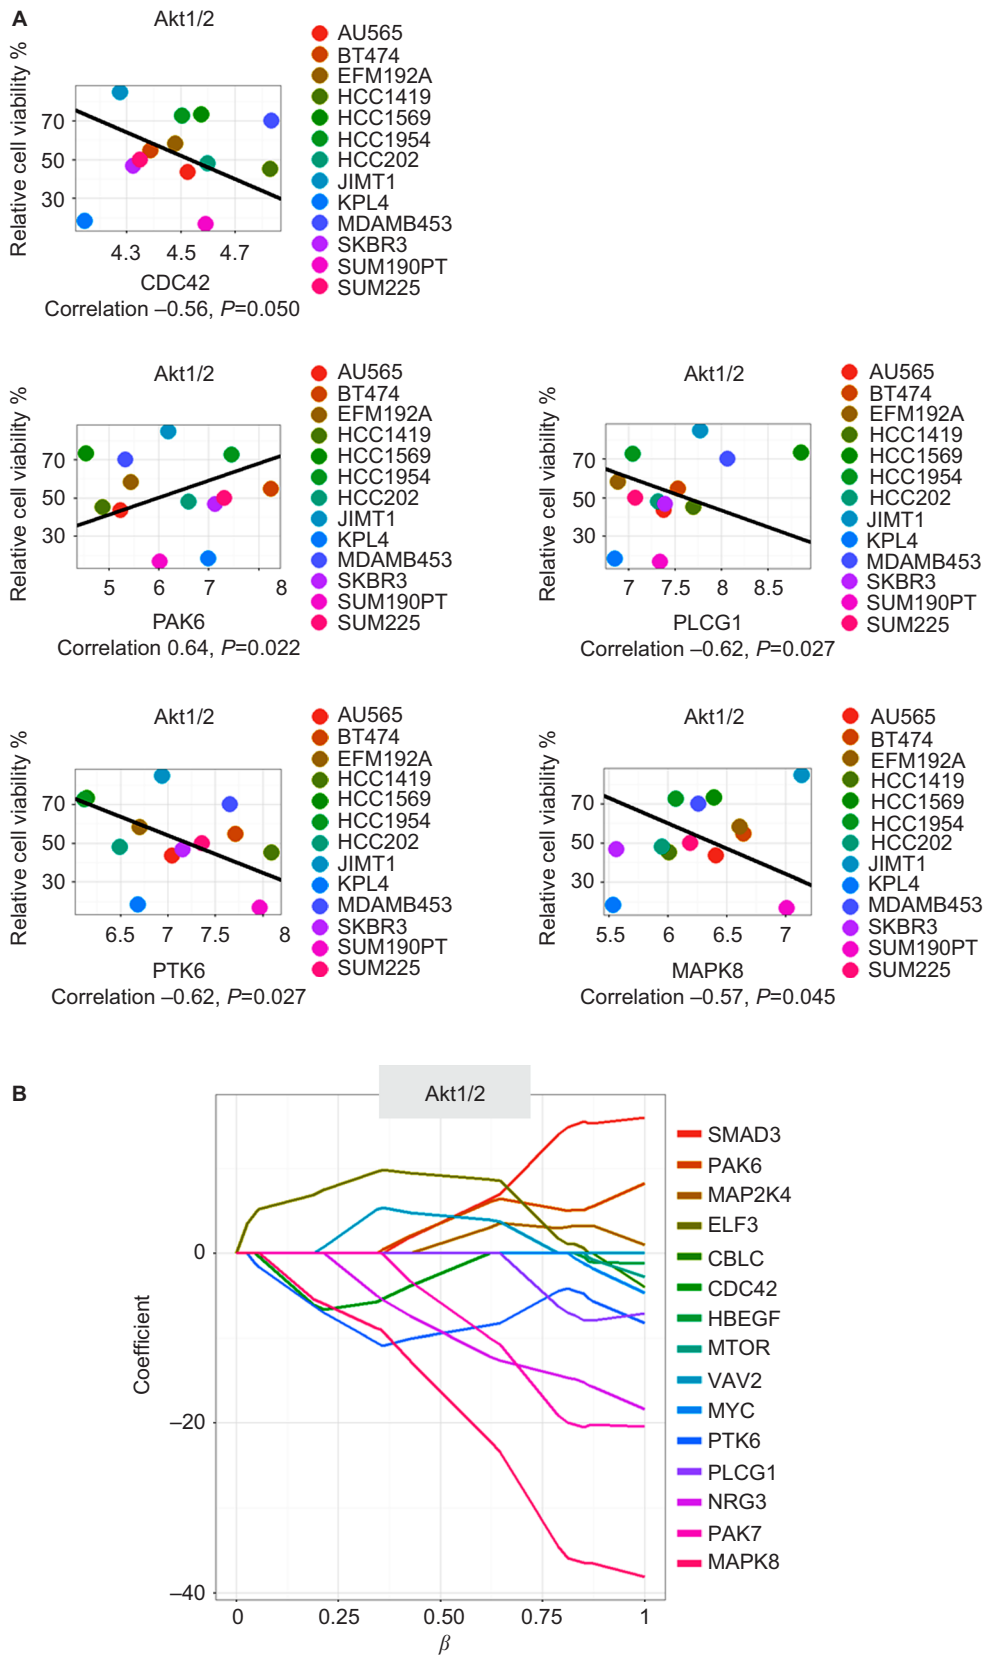 A
Akt1/2
Relative cell viability %
70
50
30
4.3 4.5 4.7
CDC42
Correlation –0.56, P=0.050
AU565
BT474
EFM192A
HCC1419
HCC1569
HCC1954
HCC202
JIMT1
KPL4
MDAMB453
SKBR3
SUM190PT
SUM225
Akt1/2
Relative cell viability %
70
50
30
5 6 7 8
PAK6
Correlation 0.64, P=0.022
AU565
BT474
EFM192A
HCC1419
HCC1569
HCC1954
HCC202
JIMT1
KPL4
MDAMB453
SKBR3
SUM190PT
SUM225
Akt1/2
Relative cell viability %
70
50
30
7 7.5 8 8.5
PLCG1
Correlation –0.62, P=0.027
AU565
BT474
EFM192A
HCC1419
HCC1569
HCC1954
HCC202
JIMT1
KPL4
MDAMB453
SKBR3
SUM190PT
SUM225
Akt1/2
Relative cell viability %
70
50
30
6.5 7 7.5 8
PTK6
Correlation –0.62, P=0.027
AU565
BT474
EFM192A
HCC1419
HCC1569
HCC1954
HCC202
JIMT1
KPL4
MDAMB453
SKBR3
SUM190PT
SUM225
Akt1/2
Relative cell viability %
70
50
30
5.5 6 6.5 7
MAPK8
Correlation –0.57, P=0.045
AU565
BT474
EFM192A
HCC1419
HCC1569
HCC1954
HCC202
JIMT1
KPL4
MDAMB453
SKBR3
SUM190PT
SUM225
B
Akt1/2
Coefficient
0
–20
–40
0 0.25 0.50 0.75 1
β
SMAD3
PAK6
MAP2K4
ELF3
CBLC
CDC42
HBEGF
MTOR
VAV2
MYC
PTK6
PLCG1
NRG3
PAK7
MAPK8